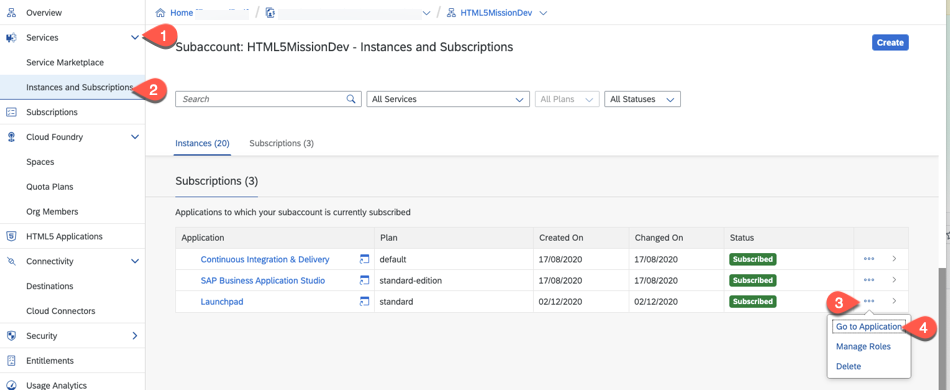 Overview
Services
Service Marketplace
Instances and Subscriptions
Subscriptions
Cloud Foundry
Spaces
Quota Plans
Org Members
HTML5 Applications
Connectivity
Destinations
Cloud Connectors
Security
Entitlements
Usage Analytics
1
2
Home / / HTML5MissionDev
Subaccount: HTML5MissionDev - Instances and Subscriptions
Create
Search All Services All Plans All Statuses
Instances (20) Subscriptions (3)
Subscriptions (3)
Applications to which your subaccount is currently subscribed
Application Plan Created On Changed On Status
Continuous Integration & Delivery default 17/08/2020 17/08/2020 Subscribed
SAP Business Application Studio standard-edition 17/08/2020 17/08/2020 Subscribed
Launchpad standard 02/12/2020 02/12/2020 Subscribed
3
Go to Application
4
Manage Roles
Delete